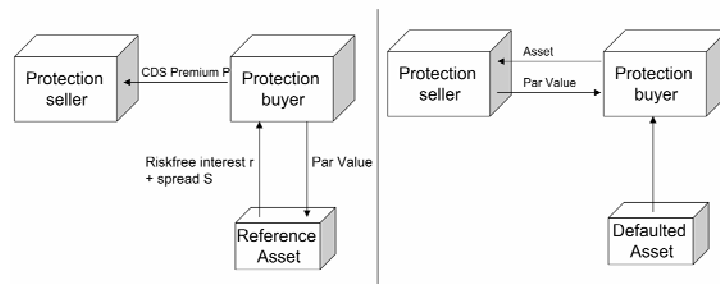 Protection
seller
CDS Premium P
Protection
buyer
Riskfree interest r
+ spread S
Par Value
Reference
Asset
Protection
seller
Asset
Par Value
Protection
buyer
Defaulted
Asset